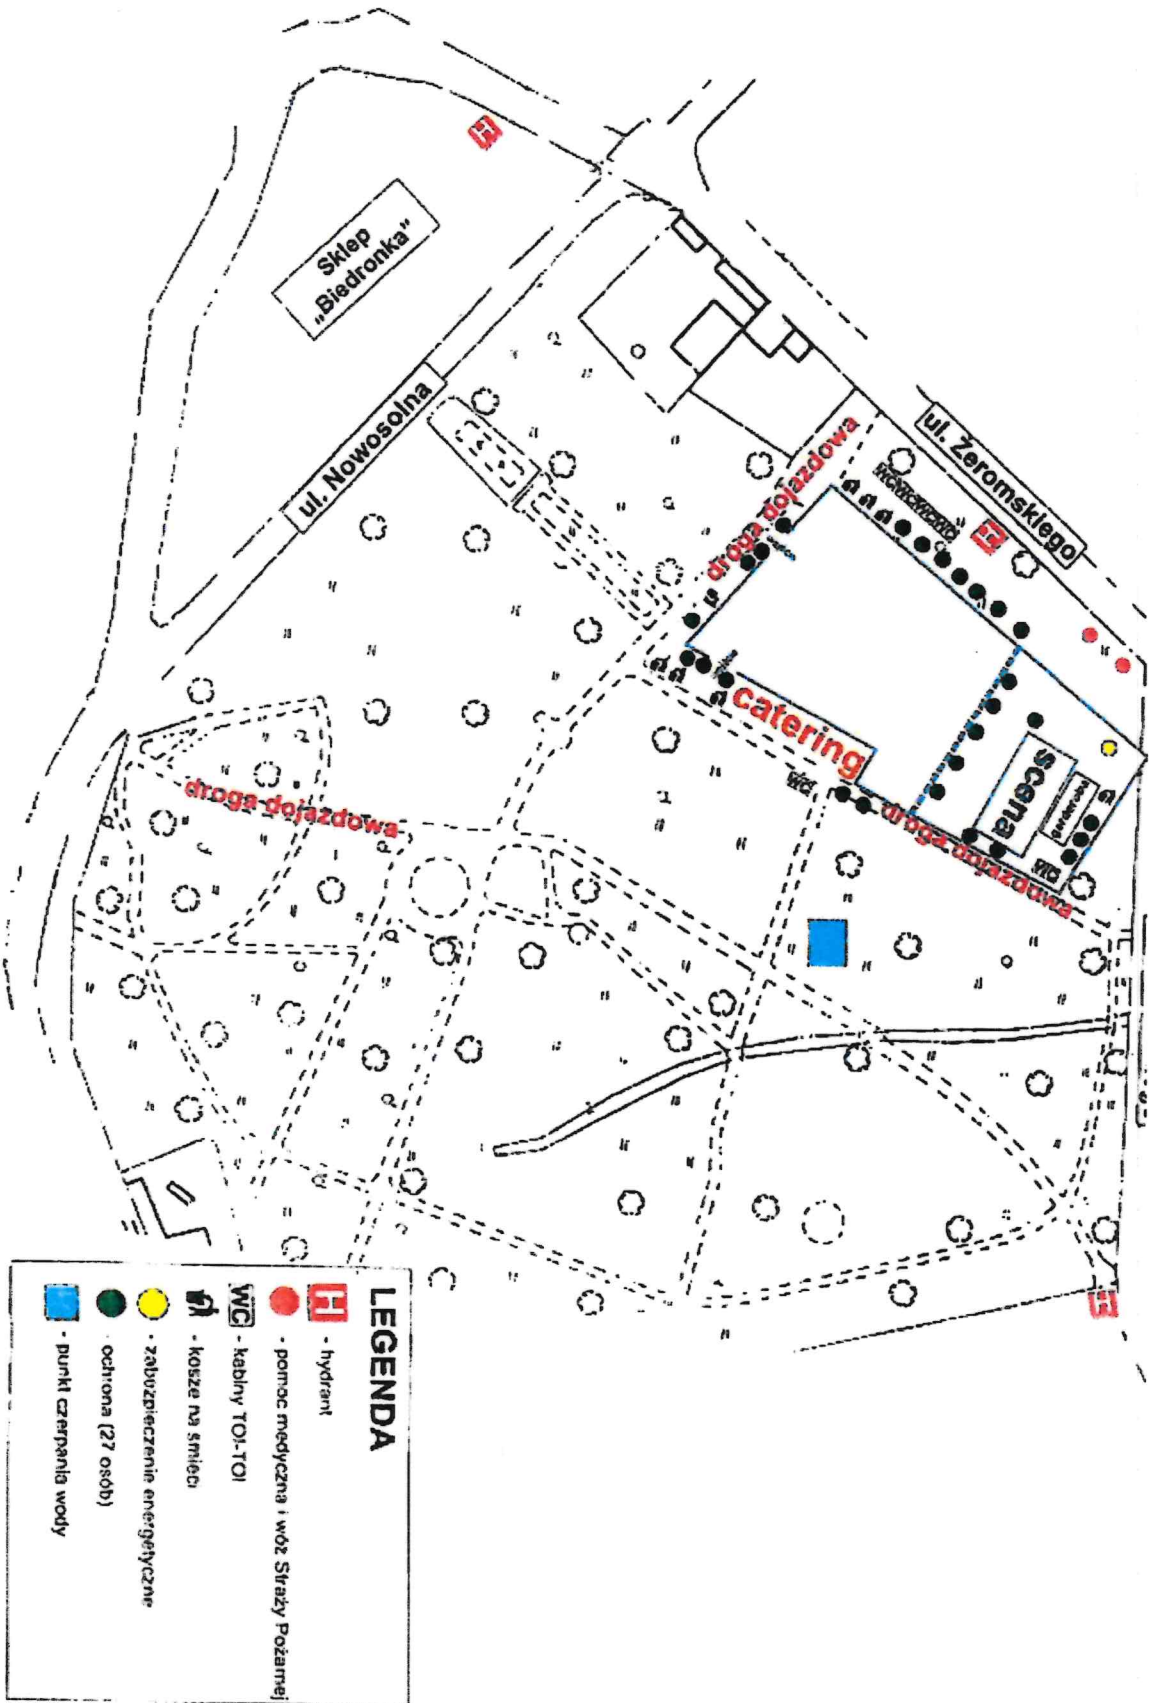 Sklep
„Biedronka"
ul. Nowosolna
ul. Żeromskiego
droga dojazdowa
WCWCWCWCWC
catering
scena
WC
WC
droga dojazdowa
droga dojazdowa
H
H
H
LEGENDA
H - hydrant
- pomoc medyczna i wóz Straży Pożarnej
WC - kabiny TOI-TOI
- kosze na śmieci
- zabezpieczenie energetyczne
- ochrona (27 osób)
- punkt czerpania wody